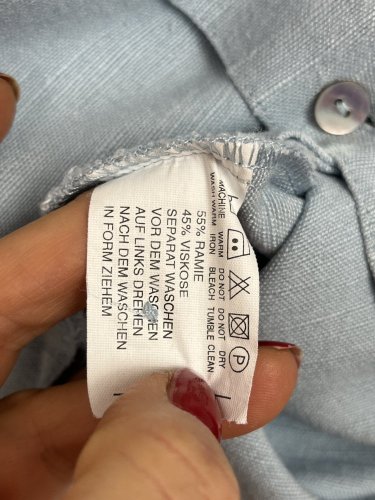 MACHINE WARM DO NOT DO NOT DRY
WASH WARM IRON BLEACH TUMBLE CLEAN
P
55% RAMIE
45% VISKOSE
SEPARAT WASCHEN
VOR DEM WASCHEN
AUF LINKS DREHEN
NACH DEM WASCHEN
IN FORM ZIEHEM